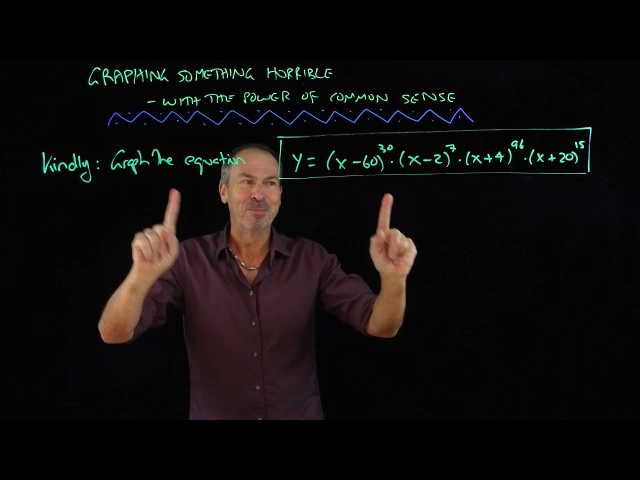 GRAPHING SOMETHING HORRIBLE
- WITH THE POWER OF COMMON SENSE
Kindly: Graph the equation Y = (x-60)^30 · (x-2)^7 · (x+4)^96 · (x+20)^15